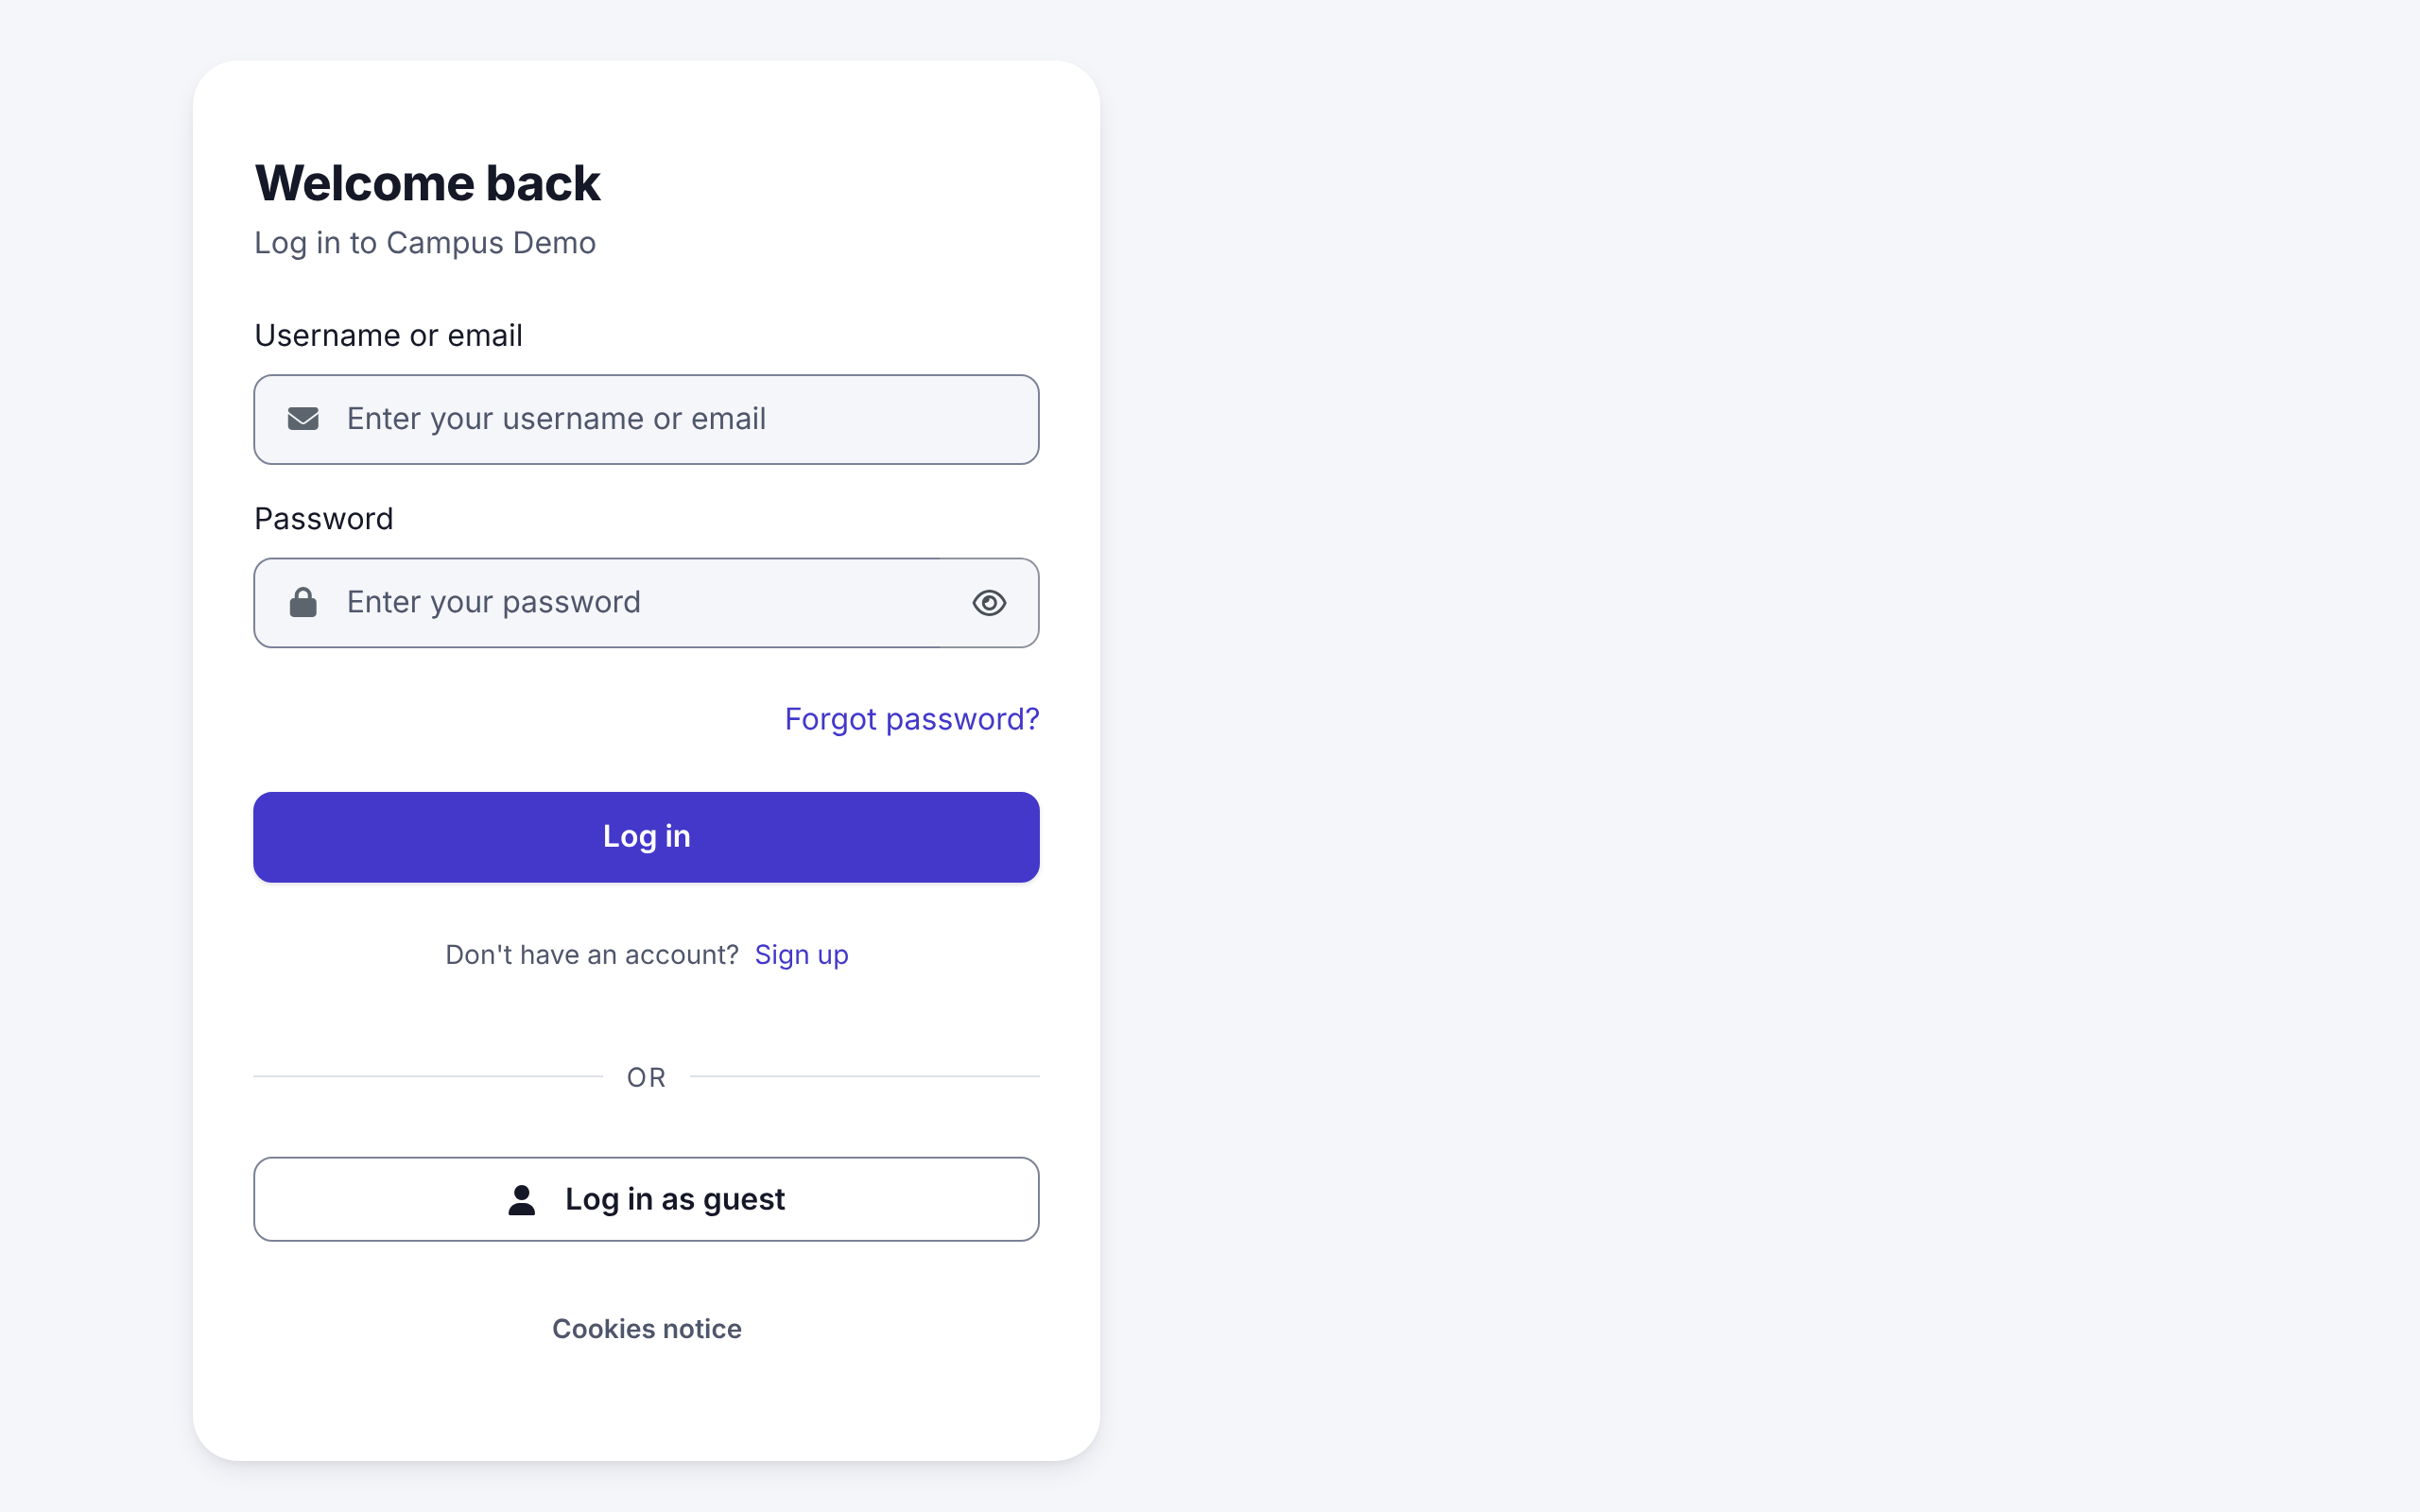 Welcome back
Log in to Campus Demo
Username or email
Enter your username or email
Password
Enter your password
Forgot password?
Log in
Don't have an account? Sign up
OR
Log in as guest
Cookies notice